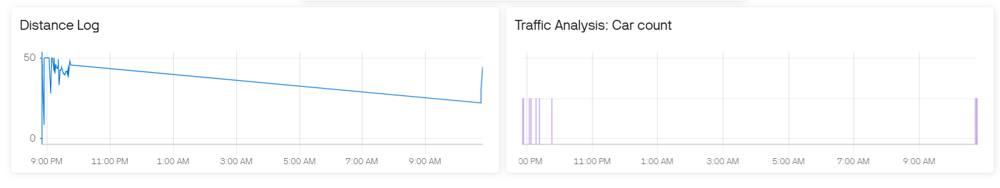 Distance Log
50
0
9:00 PM 11:00 PM 1:00 AM 3:00 AM 5:00 AM 7:00 AM 9:00 AM
Traffic Analysis: Car count
00 PM 11:00 PM 1:00 AM 3:00 AM 5:00 AM 7:00 AM 9:00 AM